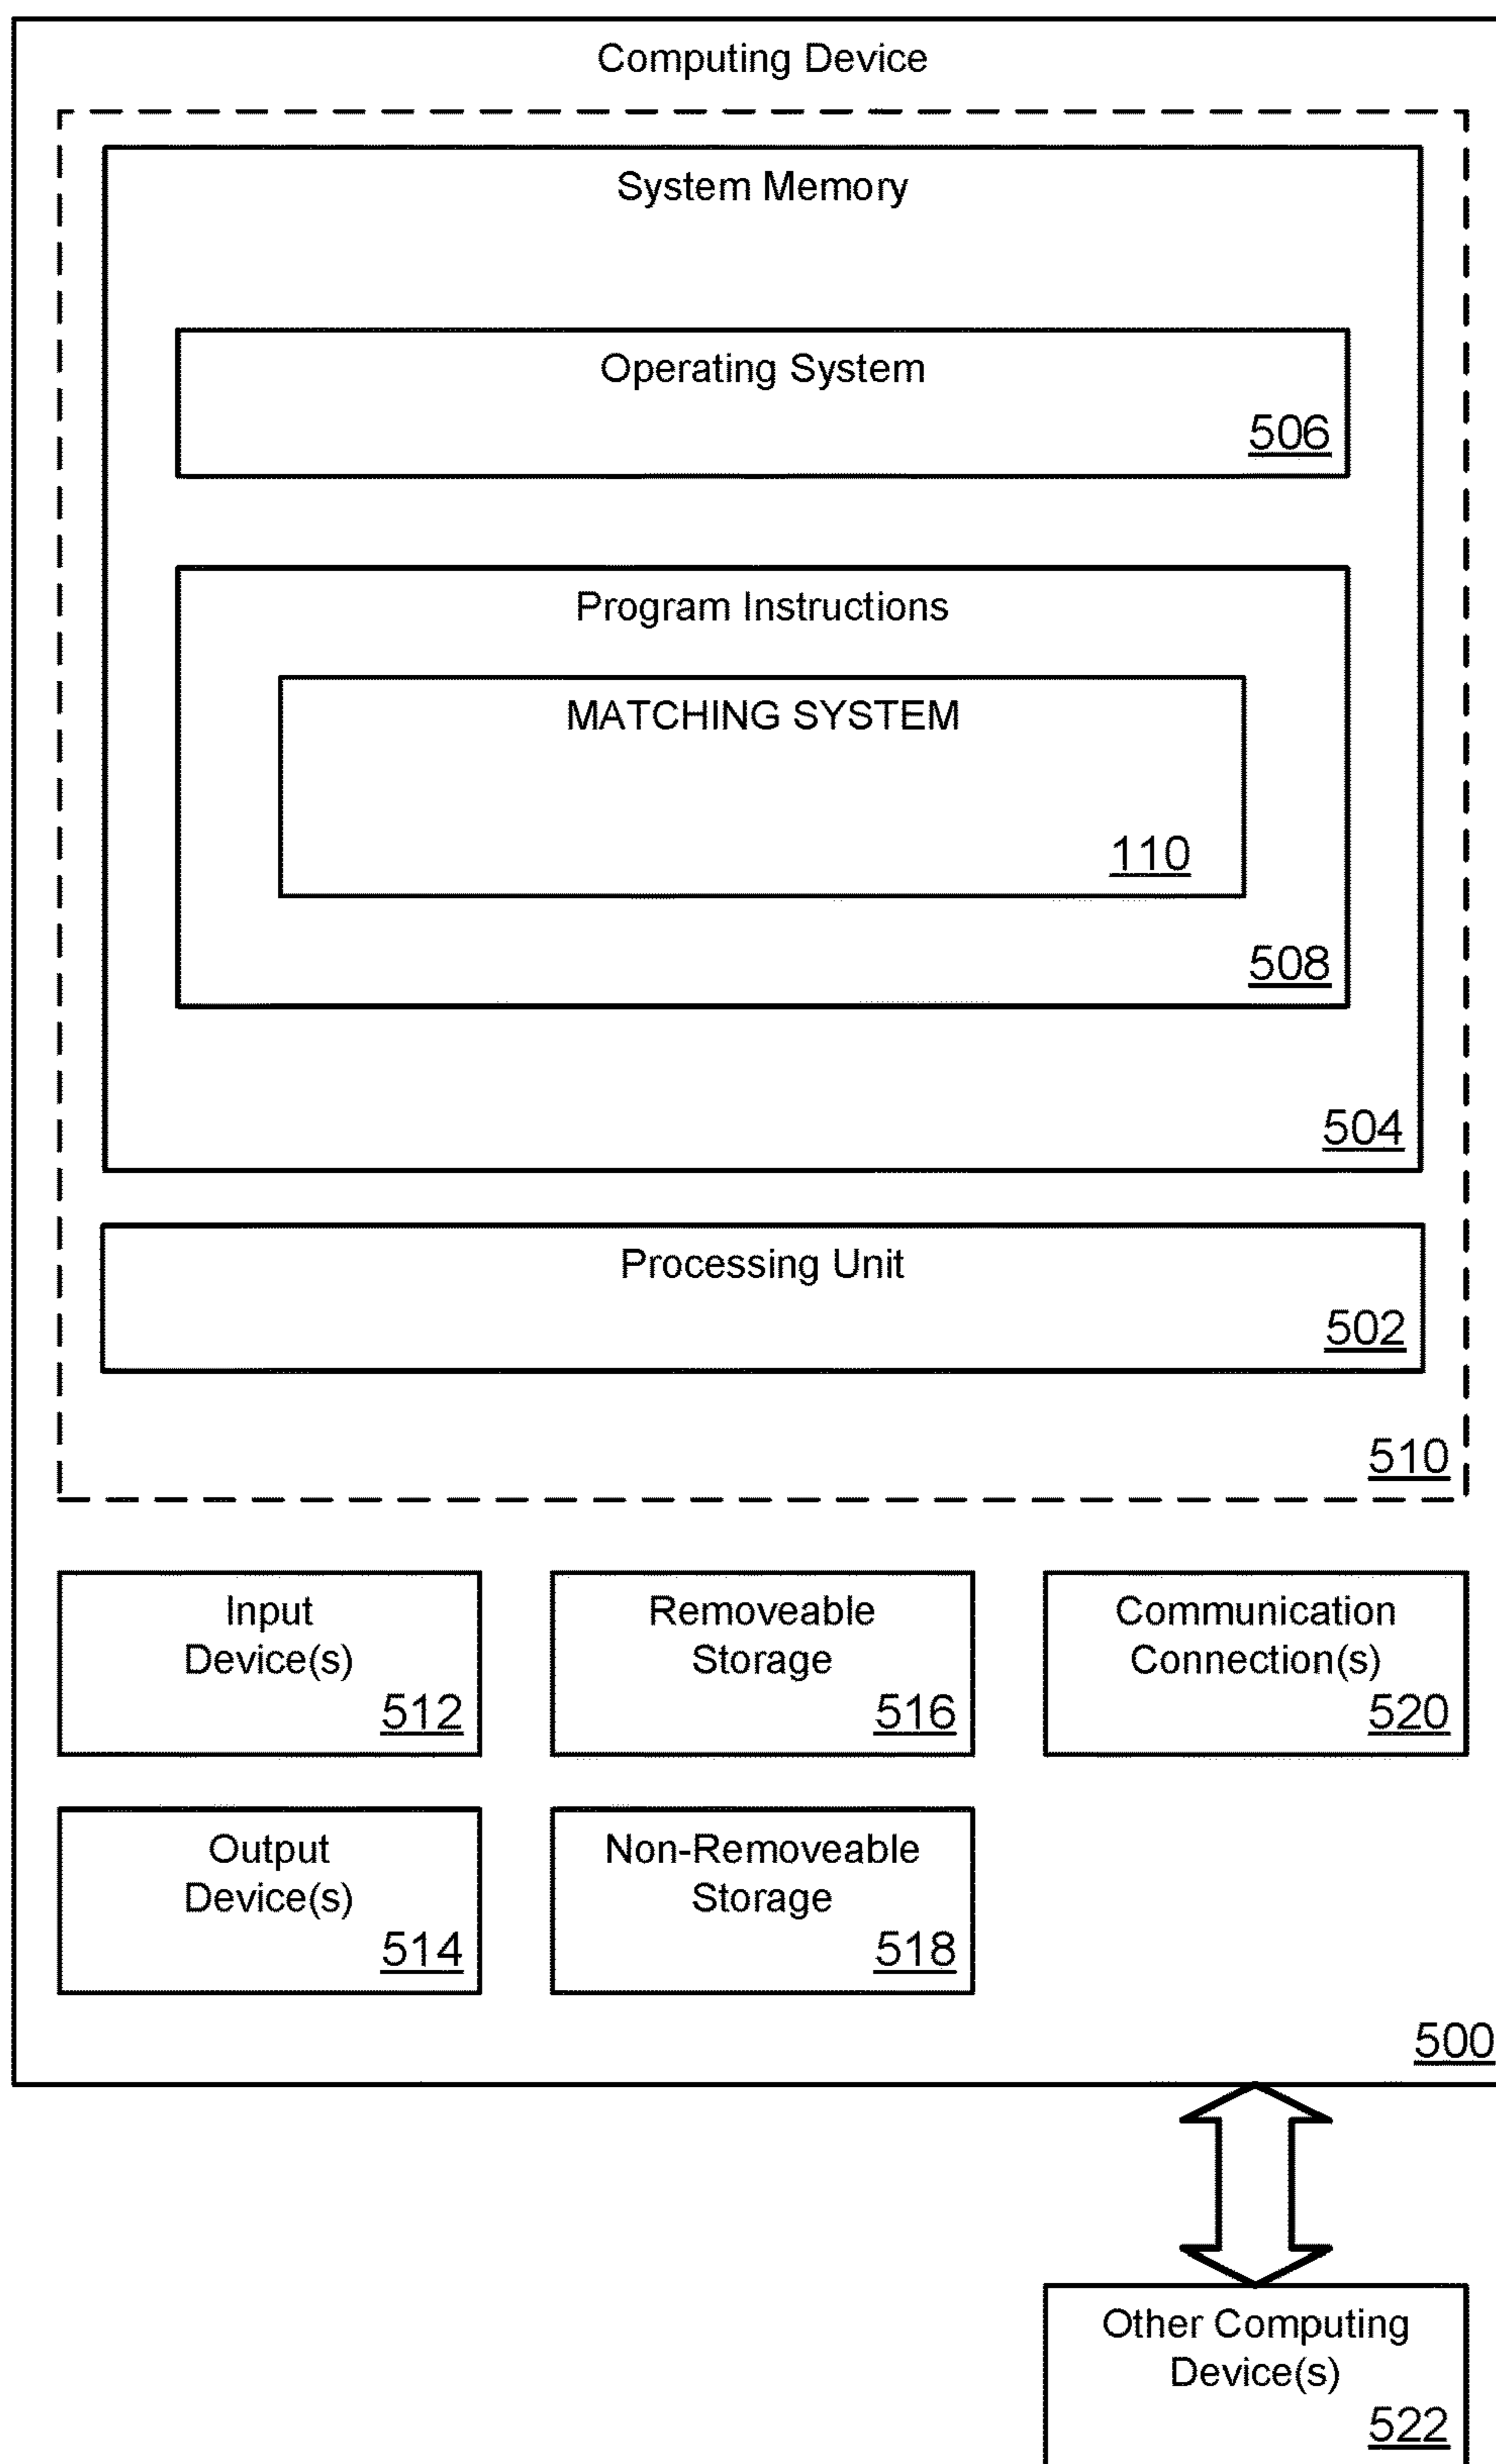 Computing Device
System Memory
Operating System
506
Program Instructions
MATCHING SYSTEM
110
508
504
Processing Unit
502
510
Input
Device(s)
512
Removeable
Storage
516
Communication
Connection(s)
520
Output
Device(s)
514
Non-Removeable
Storage
518
500
Other Computing
Device(s)
522